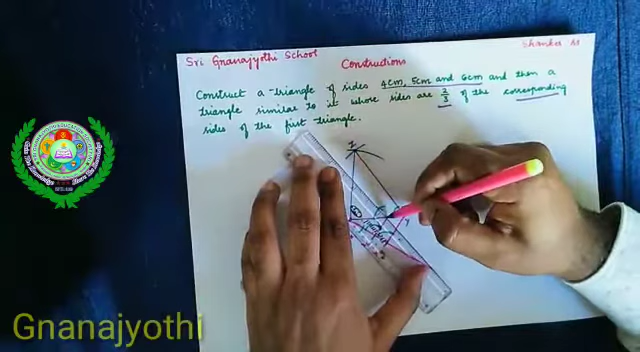 Sri Gnanajyothi School
Shankar
Constructions
Construct a triangle of sides 4cm, 5cm and 6cm and then a
triangle similar to it whose sides are 2/3 of the corresponding
sides of the first triangle.
Gnanajyothi